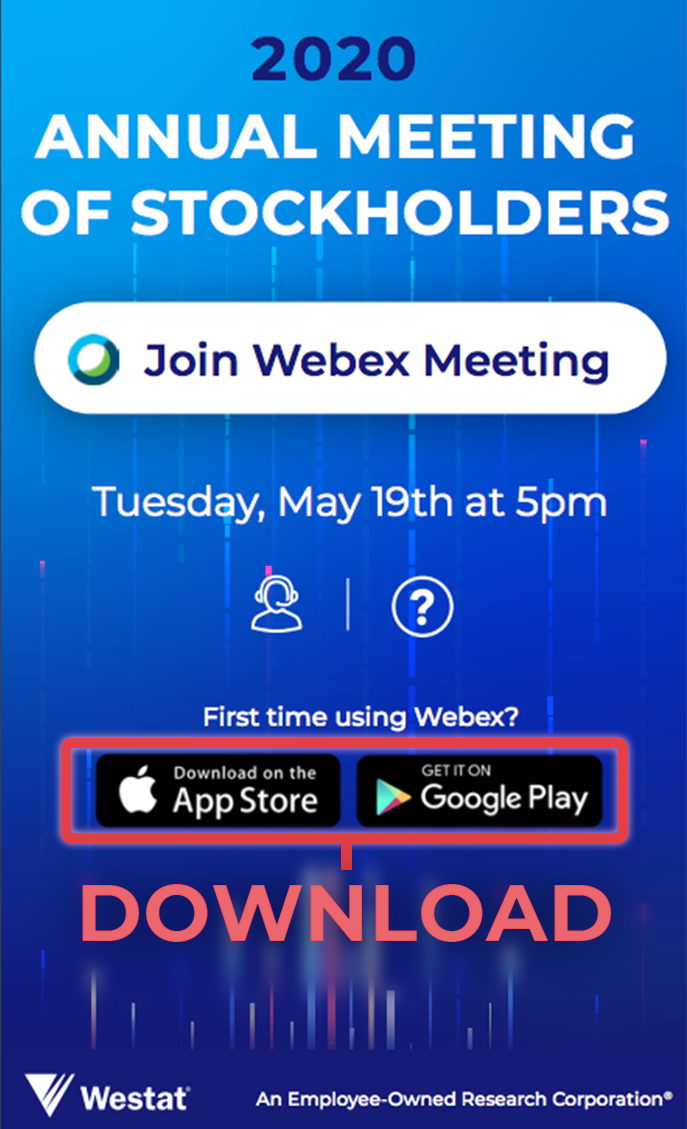 2020
ANNUAL MEETING
OF STOCKHOLDERS
Join Webex Meeting
Tuesday, May 19th at 5pm
?
First time using Webex?
Download on the
App Store
GET IT ON
Google Play
DOWNLOAD
Westat®
An Employee-Owned Research Corporation®